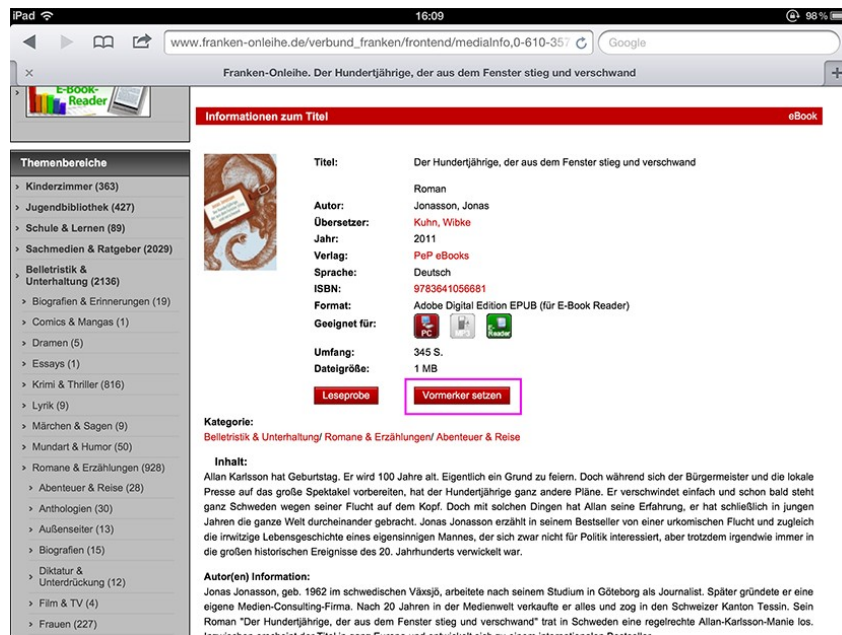 iPad 16:09 98 %
www.franken-onleihe.de/verbund_franken/frontend/mediaInfo,0-610-357 Google
Franken-Onleihe. Der Hundertjährige, der aus dem Fenster stieg und verschwand
E-Book-
Reader
Themenbereiche
Kinderzimmer (363)
Jugendbibliothek (427)
Schule & Lernen (89)
Sachmedien & Ratgeber (2029)
Belletristik &
Unterhaltung (2136)
Biografien & Erinnerungen (19)
Comics & Mangas (1)
Dramen (5)
Essays (1)
Krimi & Thriller (816)
Lyrik (9)
Märchen & Sagen (9)
Mundart & Humor (50)
Romane & Erzählungen (928)
Abenteuer & Reise (28)
Anthologien (30)
Außenseiter (13)
Biografien (15)
Diktatur &
Unterdrückung (12)
Film & TV (4)
Frauen (227)
Informationen zum Titel eBook
Titel: Der Hundertjährige, der aus dem Fenster stieg und verschwand
Roman
Autor: Jonasson, Jonas
Übersetzer: Kuhn, Wibke
Jahr: 2011
Verlag: PeP eBooks
Sprache: Deutsch
ISBN: 9783641056681
Format: Adobe Digital Edition EPUB (für E-Book Reader)
Geeignet für: PC Reader
Umfang: 345 S.
Dateigröße: 1 MB
Leseprobe Vormerker setzen
Kategorie:
Belletristik & Unterhaltung/ Romane & Erzählungen/ Abenteuer & Reise
Inhalt:
Allan Karlsson hat Geburtstag. Er wird 100 Jahre alt. Eigentlich ein Grund zu feiern. Doch während sich der Bürgermeister und die lokale
Presse auf das große Spektakel vorbereiten, hat der Hundertjährige ganz andere Pläne. Er verschwindet einfach und schon bald steht
ganz Schweden wegen seiner Flucht auf dem Kopf. Doch mit solchen Dingen hat Allan seine Erfahrung, er hat schließlich in jungen
Jahren die ganze Welt durcheinander gebracht. Jonas Jonasson erzählt in seinem Bestseller von einer urkomischen Flucht und zugleich
die irrwitzige Lebensgeschichte eines eigensinnigen Mannes, der sich zwar nicht für Politik interessiert, aber trotzdem irgendwie immer in
die großen historischen Ereignisse des 20. Jahrhunderts verwickelt war.
Autor(en) Information:
Jonas Jonasson, geb. 1962 im schwedischen Växsjö, arbeitete nach seinem Studium in Göteborg als Journalist. Später gründete er eine
eigene Medien-Consulting-Firma. Nach 20 Jahren in der Medienwelt verkaufte er alles und zog in den Schweizer Kanton Tessin. Sein
Roman "Der Hundertjährige, der aus dem Fenster stieg und verschwand" trat in Schweden eine regelrechte Allan-Karlsson-Manie los.